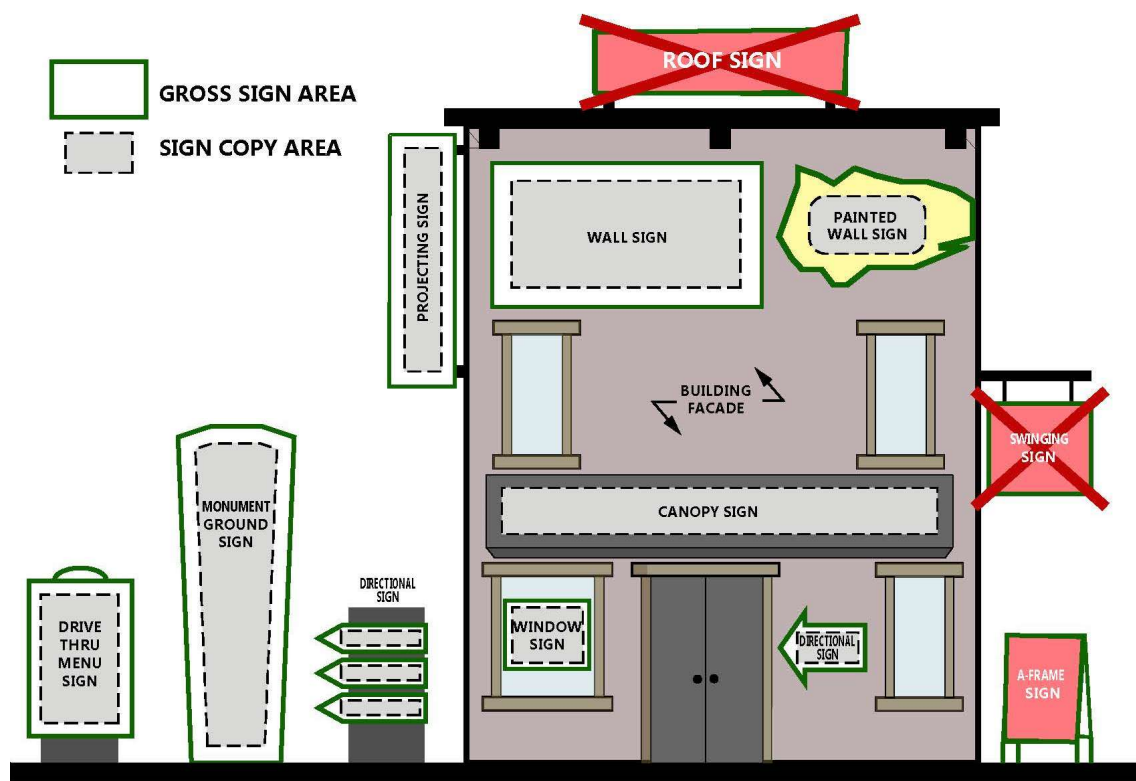 ROOF SIGN
GROSS SIGN AREA
SIGN COPY AREA
PROJECTING SIGN
WALL SIGN
PAINTED
WALL SIGN
BUILDING
FACADE
SWINGING
SIGN
MONUMENT
GROUND
SIGN
CANOPY SIGN
DIRECTIONAL
SIGN
DRIVE
THRU
MENU
SIGN
WINDOW
SIGN
DIRECTIONAL
SIGN
A-FRAME
SIGN